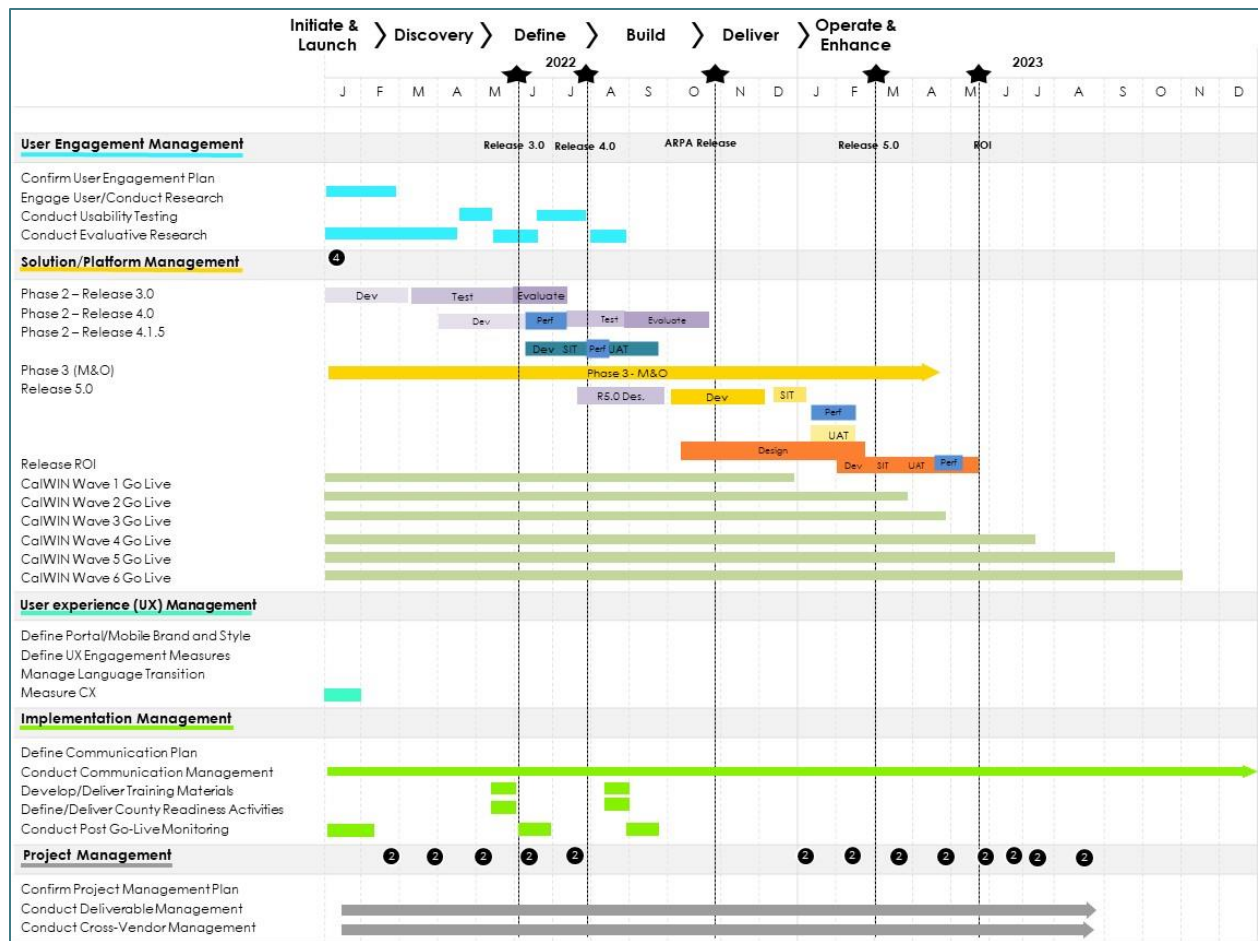 Initiate & Launch > Discovery > Define > Build > Deliver > Operate & Enhance
2022 2023
J F M A M J J A S O N D J F M A M J J A S O N D
User Engagement Management
Release 3.0 Release 4.0 ARPA Release Release 5.0 ROI
Confirm User Engagement Plan
Engage User/Conduct Research
Conduct Usability Testing
Conduct Evaluative Research
Solution/Platform Management
4
Phase 2 – Release 3.0 Dev Test Evaluate
Phase 2 – Release 4.0 Dev Perf Test Evaluate
Phase 2 – Release 4.1.5 Dev SIT Perf UAT
Phase 3 (M&O) Phase 3 - M&O
Release 5.0 R5.0 Des. Dev SIT
Perf
UAT
Design
Release ROI Dev SIT UAT Perf
CalWIN Wave 1 Go Live
CalWIN Wave 2 Go Live
CalWIN Wave 3 Go Live
CalWIN Wave 4 Go Live
CalWIN Wave 5 Go Live
CalWIN Wave 6 Go Live
User experience (UX) Management
Define Portal/Mobile Brand and Style
Define UX Engagement Measures
Manage Language Transition
Measure CX
Implementation Management
Define Communication Plan
Conduct Communication Management
Develop/Deliver Training Materials
Define/Deliver County Readiness Activities
Conduct Post Go-Live Monitoring
Project Management 2 2 2 2 2 2 2 2 2 2 2 2 2
Confirm Project Management Plan
Conduct Deliverable Management
Conduct Cross-Vendor Management